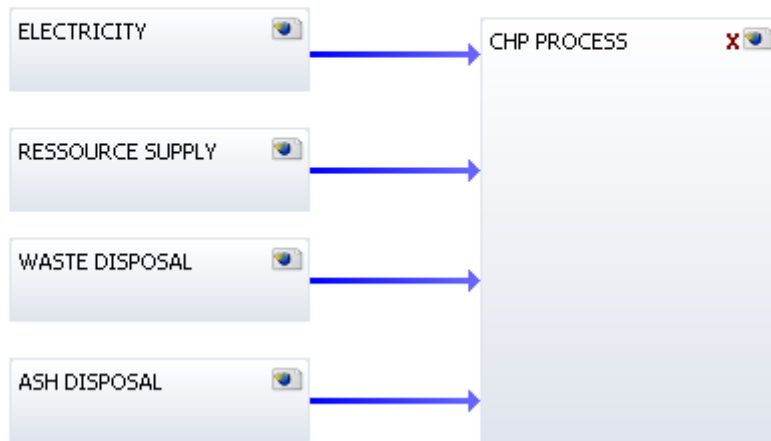 ELECTRICITY
CHP PROCESS X
RESSOURCE SUPPLY
WASTE DISPOSAL
ASH DISPOSAL